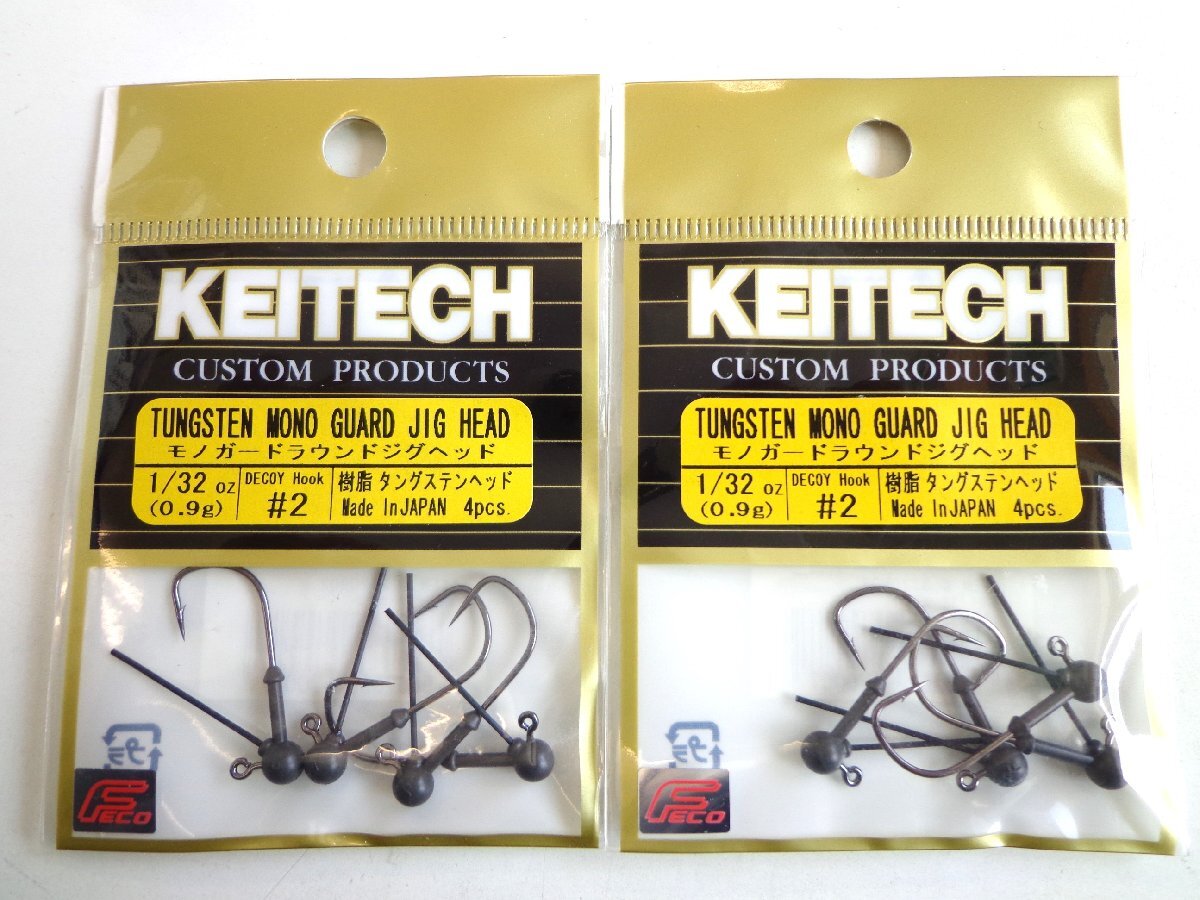 KEITECH
CUSTOM PRODUCTS
TUNGSTEN MONO GUARD JIG HEAD
モノガードラウンドジグヘッド
1/32 oz
(0.9g)
DECOY Hook
#2
樹脂 タングステンヘッド
Made In JAPAN 4pcs.
プラ
FECO
KEITECH
CUSTOM PRODUCTS
TUNGSTEN MONO GUARD JIG HEAD
モノガードラウンドジグヘッド
1/32 oz
(0.9g)
DECOY Hook
#2
樹脂 タングステンヘッド
Made In JAPAN 4pcs.
プラ
FECO